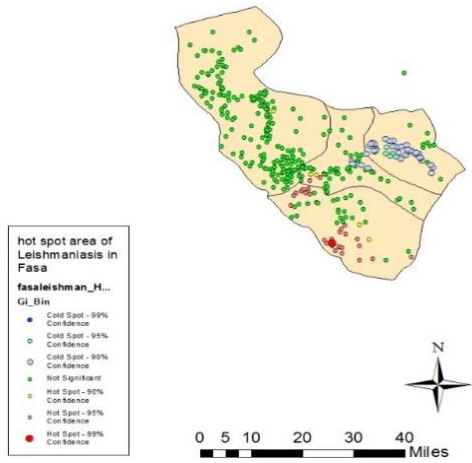 hot spot area of
Leishmaniasis in
Fasa
fasaleishman_H...
Gi_Bin
Cold Spot - 99%
Confidence
Cold Spot - 95%
Confidence
Cold Spot - 90%
Confidence
Not Significant
Hot Spot - 90%
Confidence
Hot Spot - 95%
Confidence
Hot Spot - 99%
Confidence
N
0 5 10 20 30 40
Miles